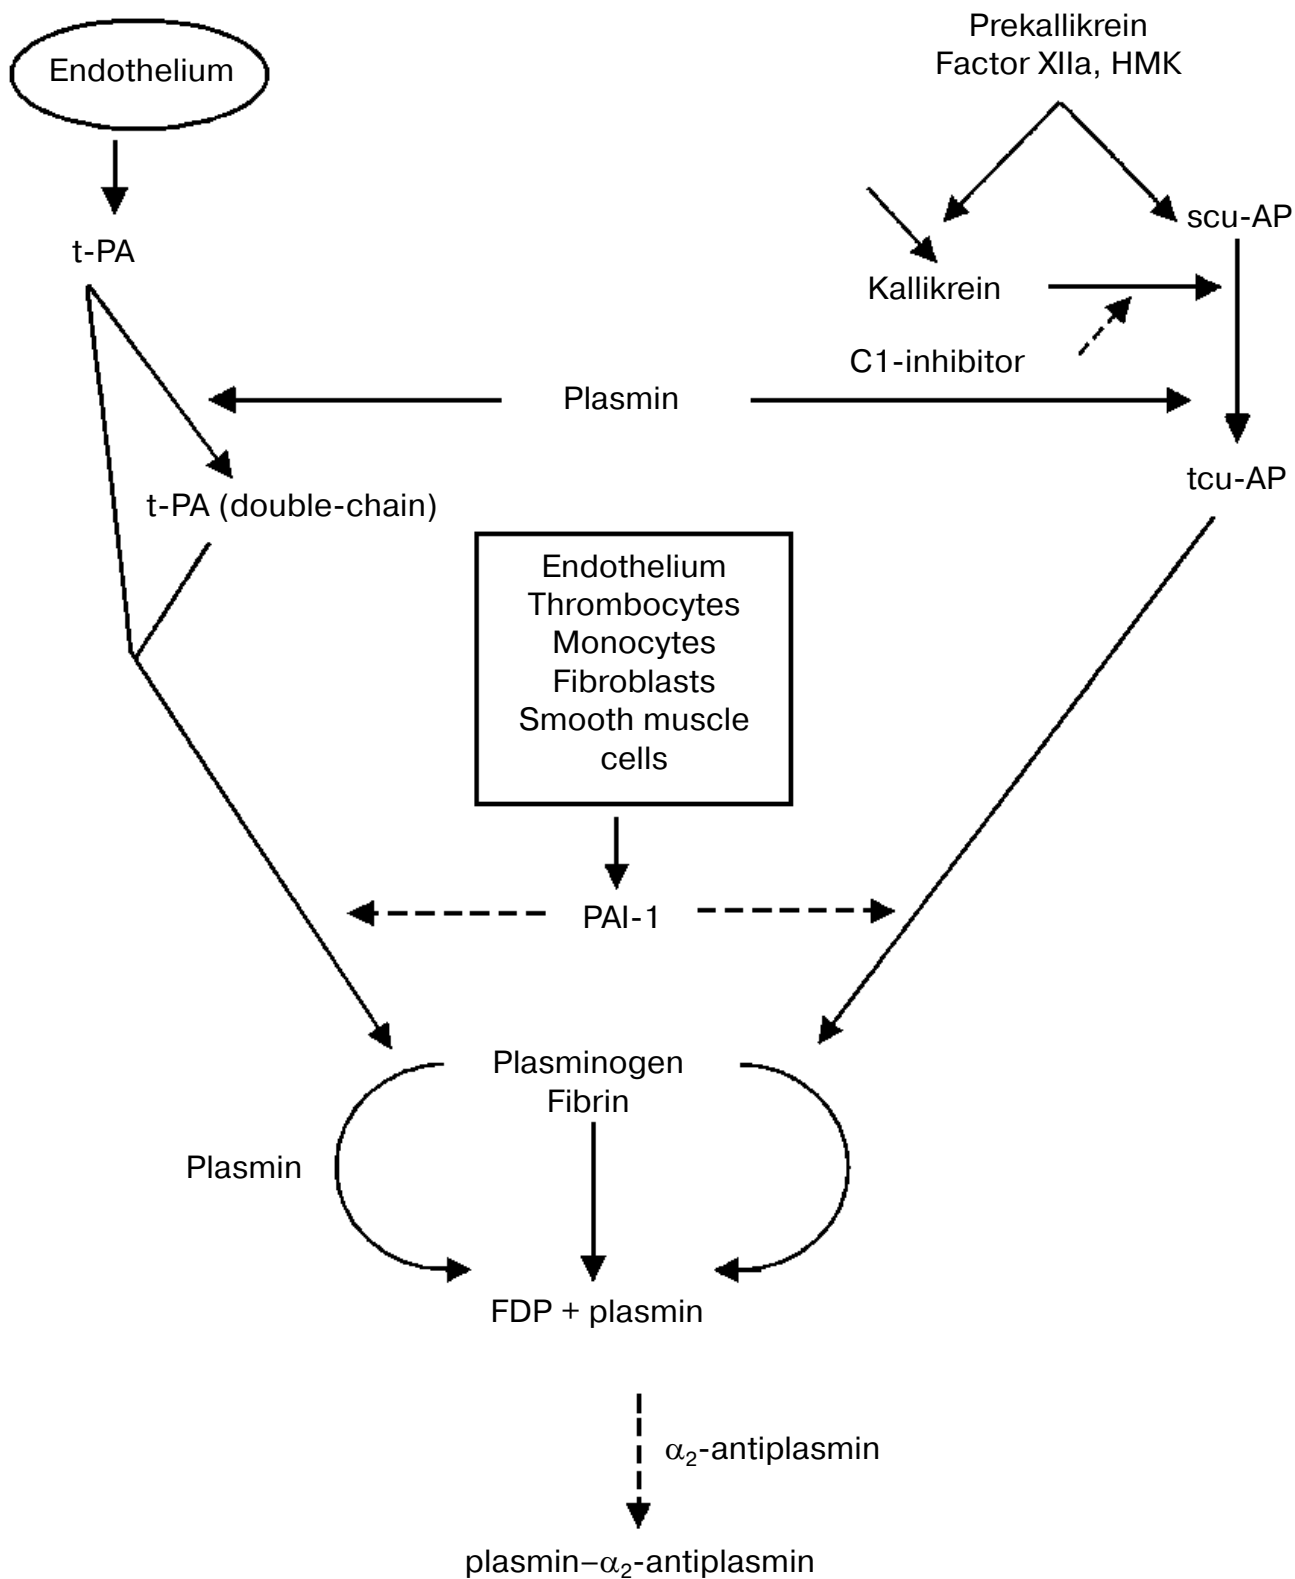 Endothelium
Prekallikrein
Factor XIIa, HMK
t-PA
scu-AP
Kallikrein
C1-inhibitor
Plasmin
t-PA (double-chain)
tcu-AP
Endothelium
Thrombocytes
Monocytes
Fibroblasts
Smooth muscle
cells
PAI-1
Plasminogen
Fibrin
Plasmin
FDP + plasmin
α₂-antiplasmin
plasmin–α₂-antiplasmin